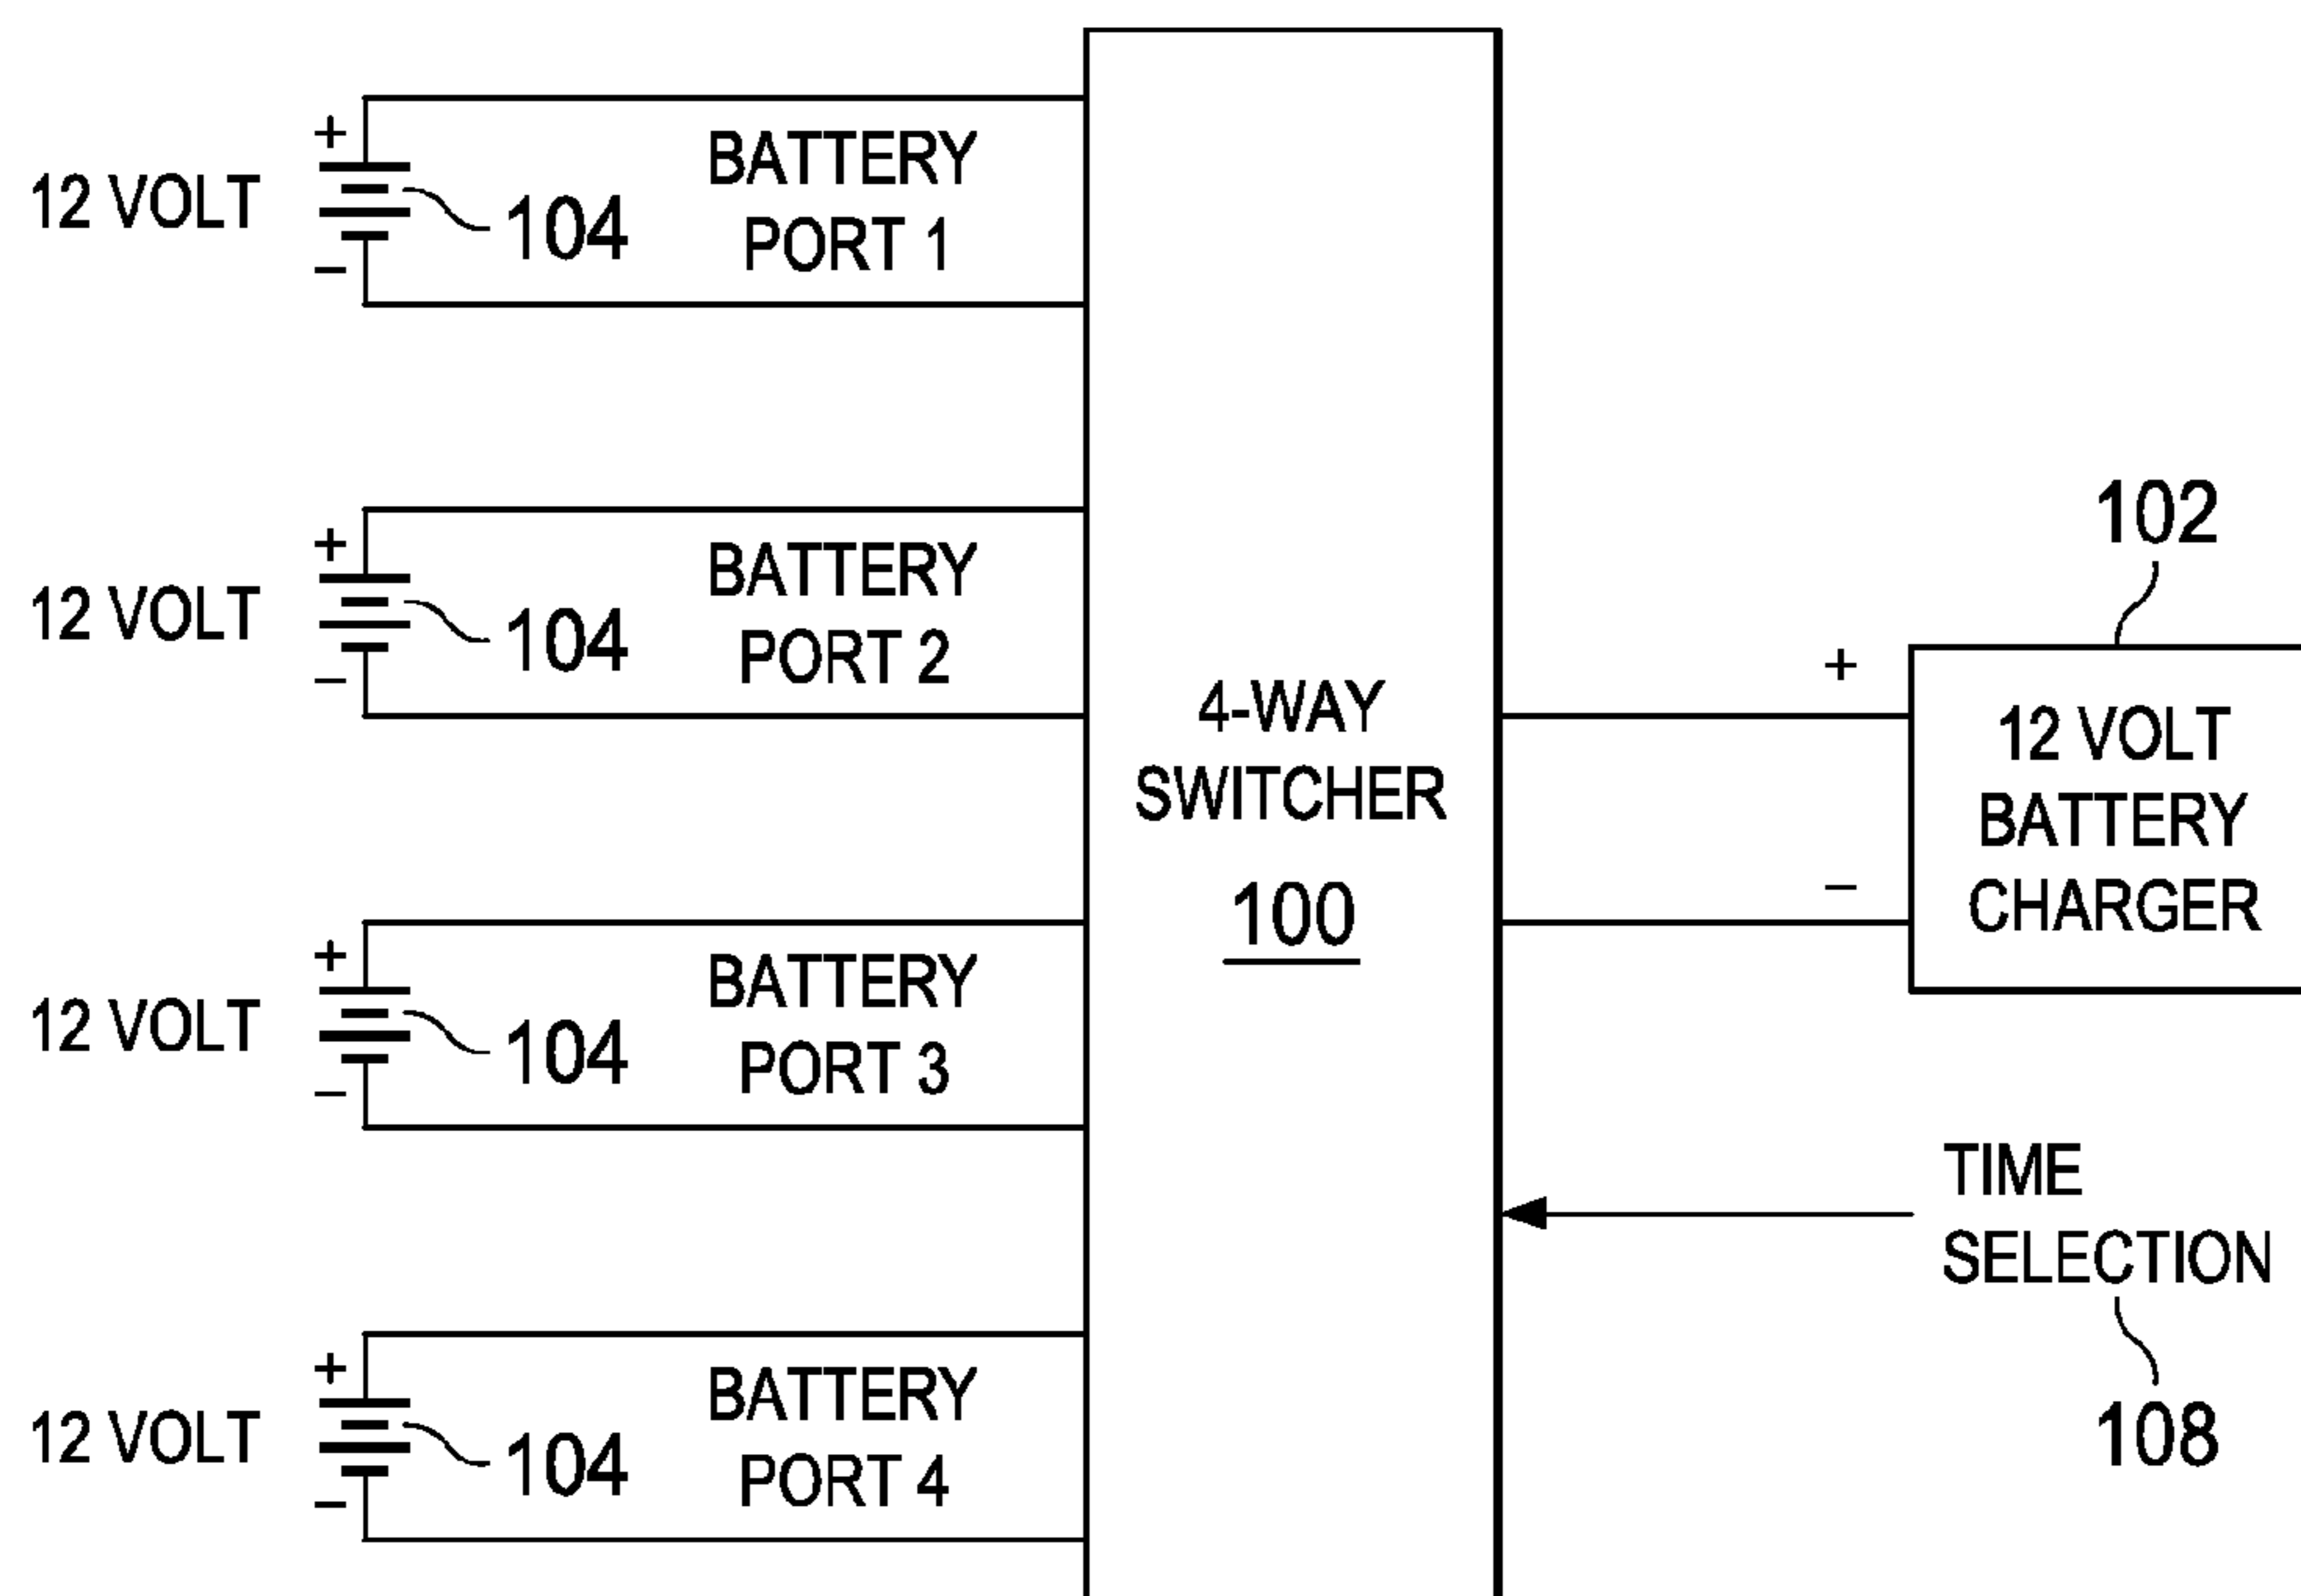 +
12 VOLT
104
−
BATTERY
PORT 1
+
12 VOLT
104
−
BATTERY
PORT 2
+
12 VOLT
104
−
BATTERY
PORT 3
+
12 VOLT
104
−
BATTERY
PORT 4
4-WAY
SWITCHER
100
102
+
−
12 VOLT
BATTERY
CHARGER
TIME
SELECTION
108